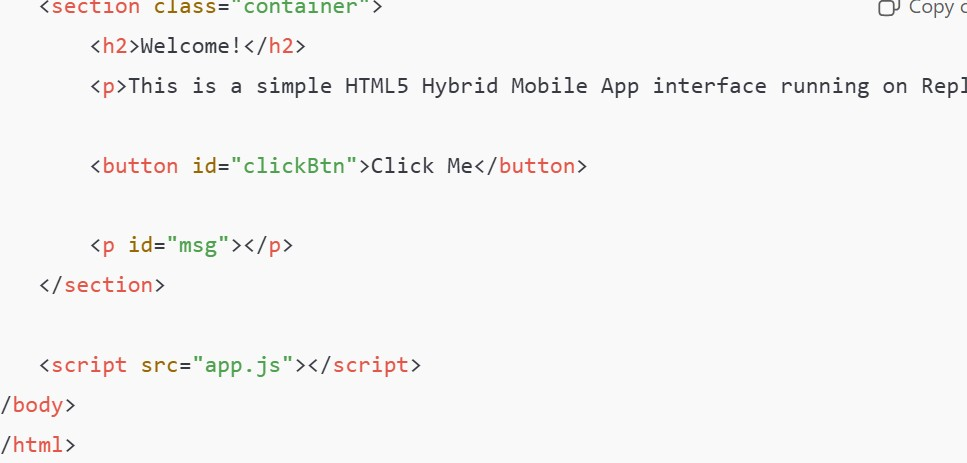 <section class="container">
Copy
<h2>Welcome!</h2>
<p>This is a simple HTML5 Hybrid Mobile App interface running on
<button id="clickBtn">Click Me</button>
<p id="msg"></p>
</section>
<script src="app.js"></script>
/body>
/html>